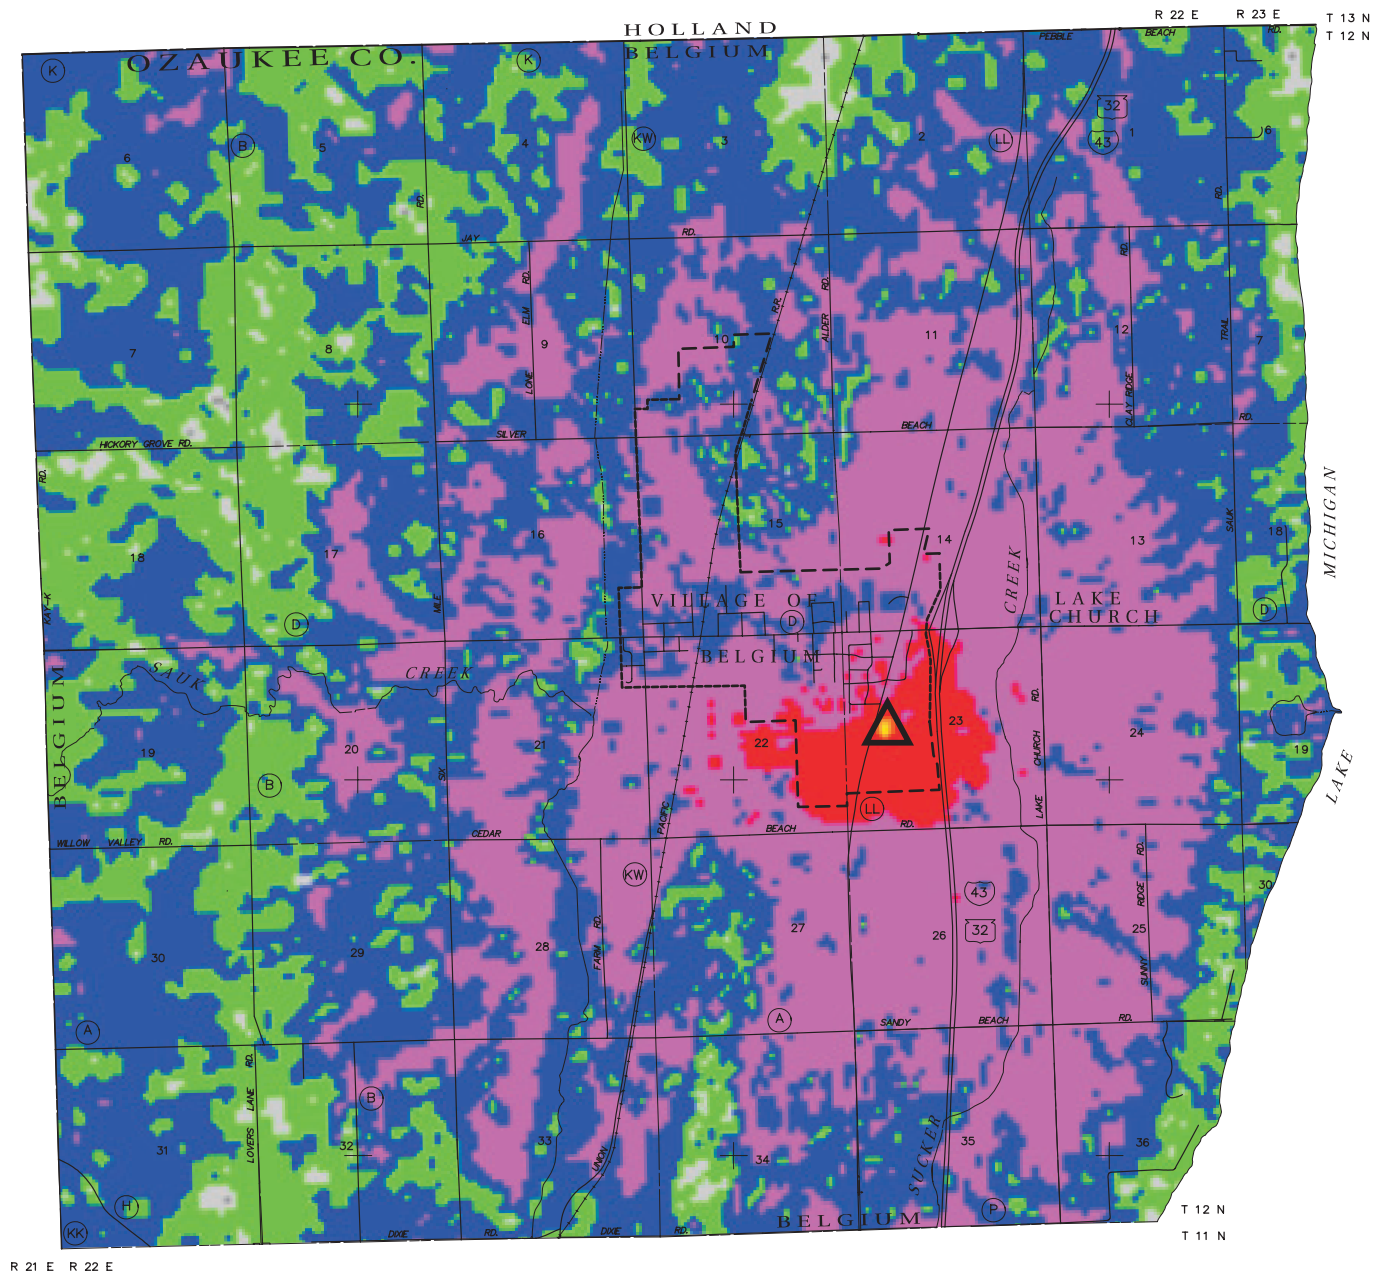 R 22 E R 23 E
T 13 N
T 12 N
HOLLAND
BELGIUM
OZAUKEE CO.
PEBBLE BEACH RD.
K
K
32
43
1
6
6
B
5
4
KW
3
2
LL
RD.
RD.
JAY RD.
RD.
ELM RD.
LONE
R.R.
ALDER RD.
TRAIL
7
8
9
10
11
12
7
CLAY RIDGE
HICKORY GROVE RD.
SILVER
BEACH
RD.
RD.
MICHIGAN
SAUK
18
17
16
15
14
13
18
KAY-K
MILE
CREEK
VILLAGE OF
BELGIUM
D
D
D
LAKE
CHURCH
SAUK
CREEK
BELGIUM
RD.
19
20
21
22
23
24
19
B
SIX
CHURCH
LAKE
LAKE
PACIFIC
LL
WILLOW VALLEY RD.
CEDAR
BEACH
RD.
RD.
RIDGE
SUNNY
KW
43
32
30
30
29
28
FARM RD.
27
26
25
A
A
SANDY
BEACH
RD.
LOVERS LANE RD.
B
31
32
33
34
35
36
UNION
SUCKER
H
KK
P
DIXIE
RD.
DIXIE
RD.
BELGIUM
T 12 N
T 11 N
R 21 E R 22 E